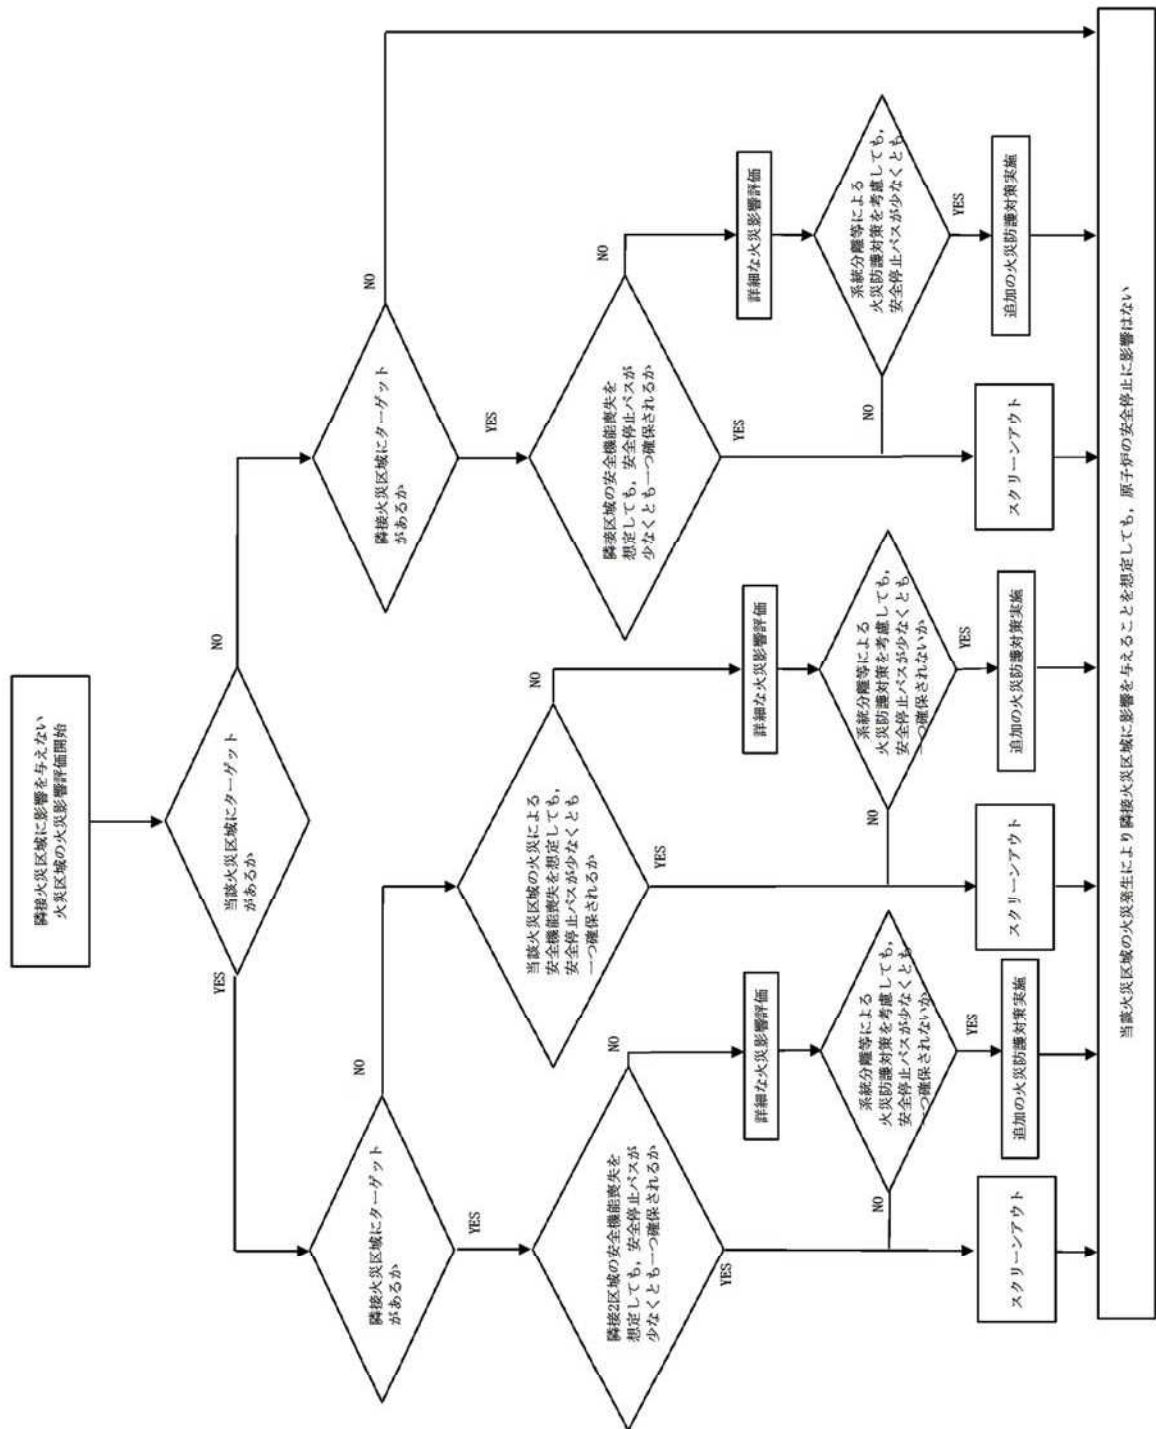 隣接火災区域に影響を与えない
火災区域の火災影響評価開始
当該火災区域にターゲット
があるか
YES
NO
隣接火災区域にターゲット
があるか
NO
YES
隣接2区域の安全機能喪失を
想定しても，安全停止パスが
少なくとも一つ確保されるか
NO
YES
詳細な火災影響評価
系統分離等による
火災防護対策を考慮しても，
安全停止パスが少なくとも
一つ確保されないか
NO
YES
スクリーンアウト
追加の火災防護対策実施
当該火災区域の火災による
安全機能喪失を想定しても，
安全停止パスが少なくとも
一つ確保されるか
NO
YES
詳細な火災影響評価
系統分離等による
火災防護対策を考慮しても，
安全停止パスが少なくとも
一つ確保されないか
NO
YES
スクリーンアウト
追加の火災防護対策実施
隣接火災区域にターゲット
があるか
NO
YES
隣接区域の安全機能喪失を
想定しても，安全停止パスが
少なくとも一つ確保されるか
NO
YES
詳細な火災影響評価
系統分離等による
火災防護対策を考慮しても，
安全停止パスが少なくとも
NO
YES
スクリーンアウト
追加の火災防護対策実施
当該火災区域の火災発生により隣接火災区域に影響を与えることを想定しても，原子炉の安全停止に影響はない